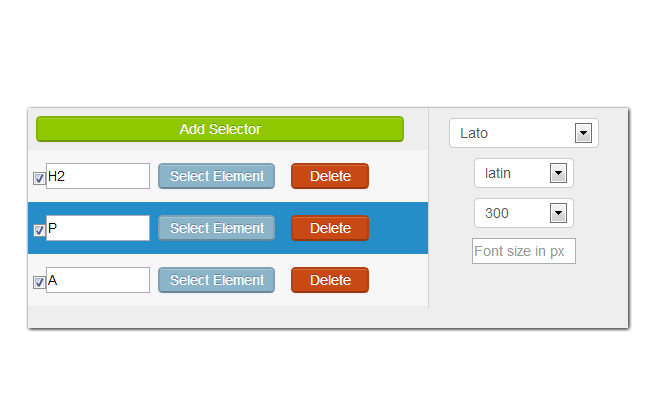 Add Selector
H2 Select Element Delete
P Select Element Delete
A Select Element Delete
Lato
latin
300
Font size in px